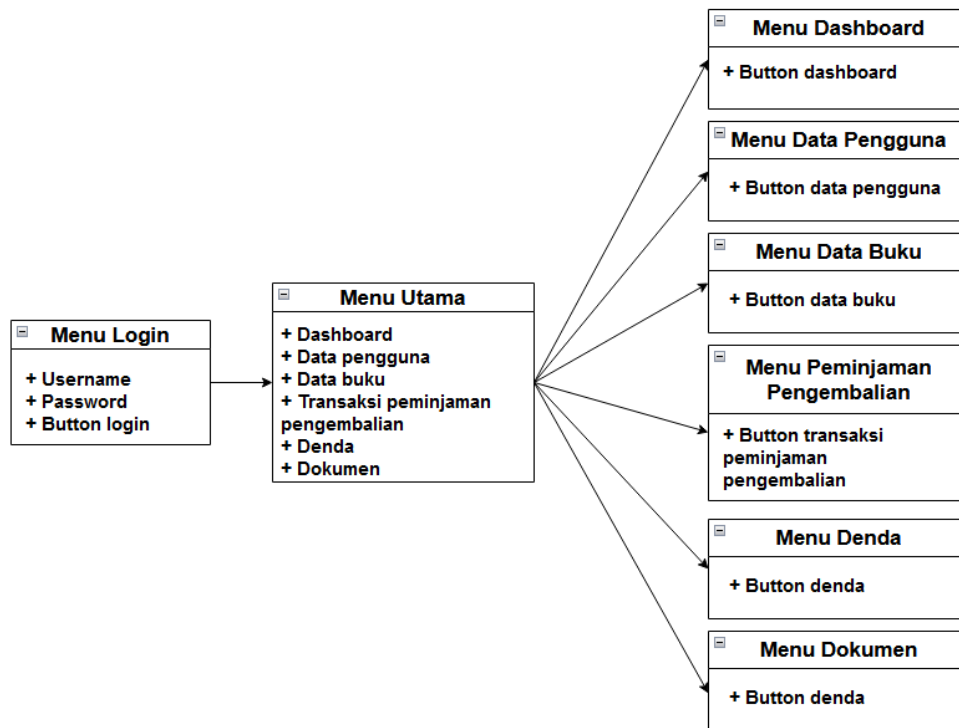 Menu Login
+ Username
+ Password
+ Button login
Menu Utama
+ Dashboard
+ Data pengguna
+ Data buku
+ Transaksi peminjaman
pengembalian
+ Denda
+ Dokumen
Menu Dashboard
+ Button dashboard
Menu Data Pengguna
+ Button data pengguna
Menu Data Buku
+ Button data buku
Menu Peminjaman
Pengembalian
+ Button transaksi
peminjaman
pengembalian
Menu Denda
+ Button denda
Menu Dokumen
+ Button denda